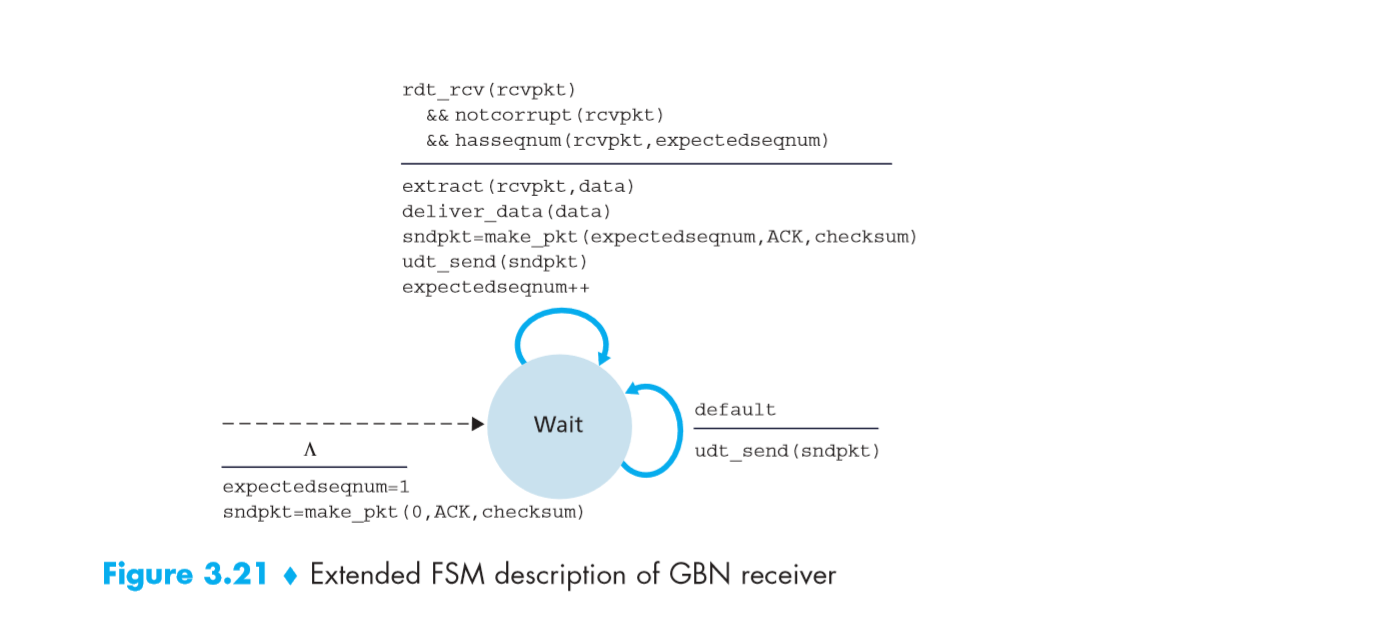 rdt_rcv(rcvpkt)
&& notcorrupt(rcvpkt)
&& hasseqnum(rcvpkt,expectedseqnum)
extract(rcvpkt,data)
deliver_data(data)
sndpkt=make_pkt(expectedseqnum,ACK,checksum)
udt_send(sndpkt)
expectedseqnum++
Wait
default
udt_send(sndpkt)
Λ
expectedseqnum=1
sndpkt=make_pkt(0,ACK,checksum)
Figure 3.21 ♦ Extended FSM description of GBN receiver